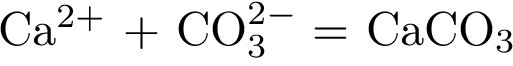 Ca²⁺ + CO₃²⁻ = CaCO₃